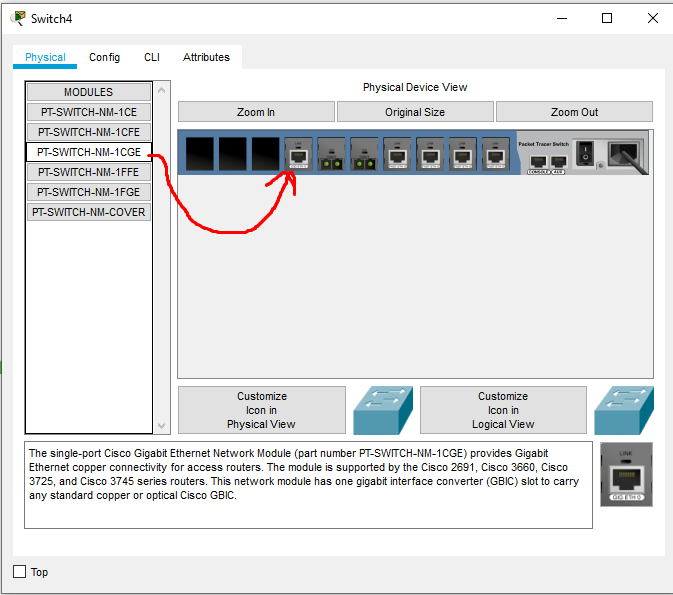 Switch4
Physical
Config
CLI
Attributes
MODULES
PT-SWITCH-NM-1CE
PT-SWITCH-NM-1CFE
PT-SWITCH-NM-1CGE
PT-SWITCH-NM-1FFE
PT-SWITCH-NM-1FGE
PT-SWITCH-NM-COVER
Physical Device View
Zoom In
Original Size
Zoom Out
Packet Tracer Switch
CONSOLE
AUX
Customize
Icon in
Physical View
Customize
Icon in
Logical View
The single-port Cisco Gigabit Ethernet Network Module (part number PT-SWITCH-NM-1CGE) provides Gigabit
Ethernet copper connectivity for access routers. The module is supported by the Cisco 2691, Cisco 3660, Cisco
3725, and Cisco 3745 series routers. This network module has one gigabit interface converter (GBIC) slot to carry
any standard copper or optical Cisco GBIC.
LINK
GIG ETH 0
Top